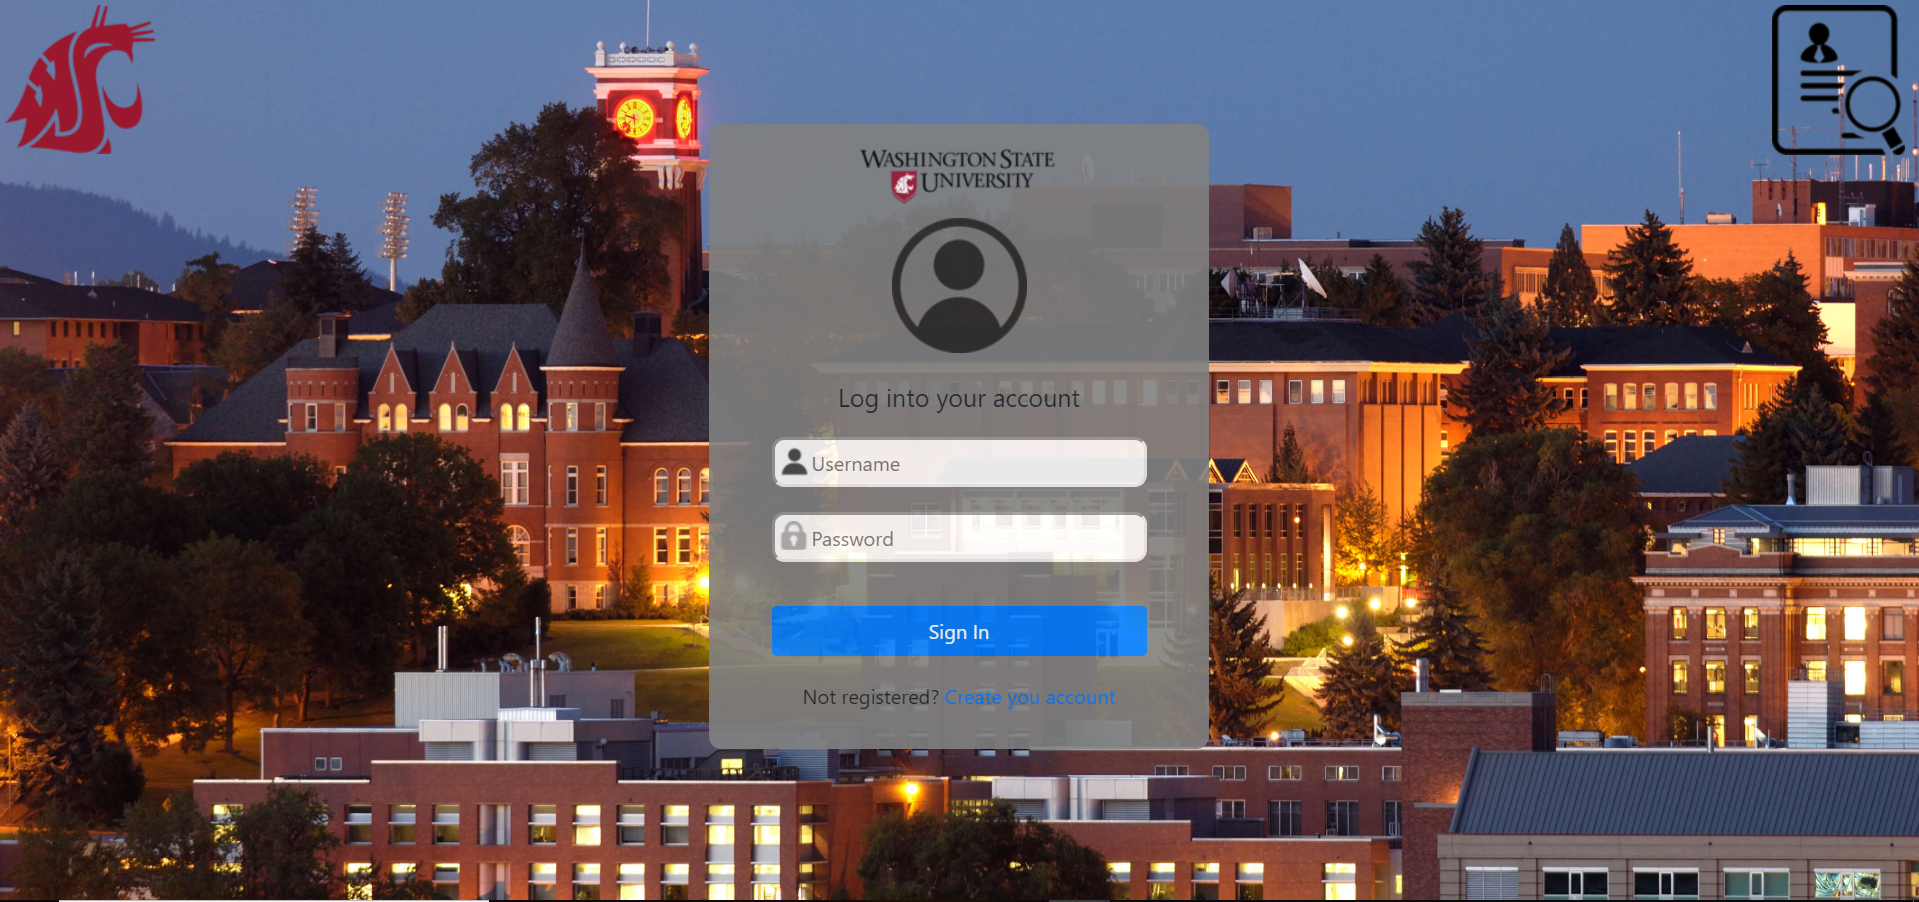 WASHINGTON STATE
UNIVERSITY
Log into your account
Username
Password
Sign In
Not registered? Create you account